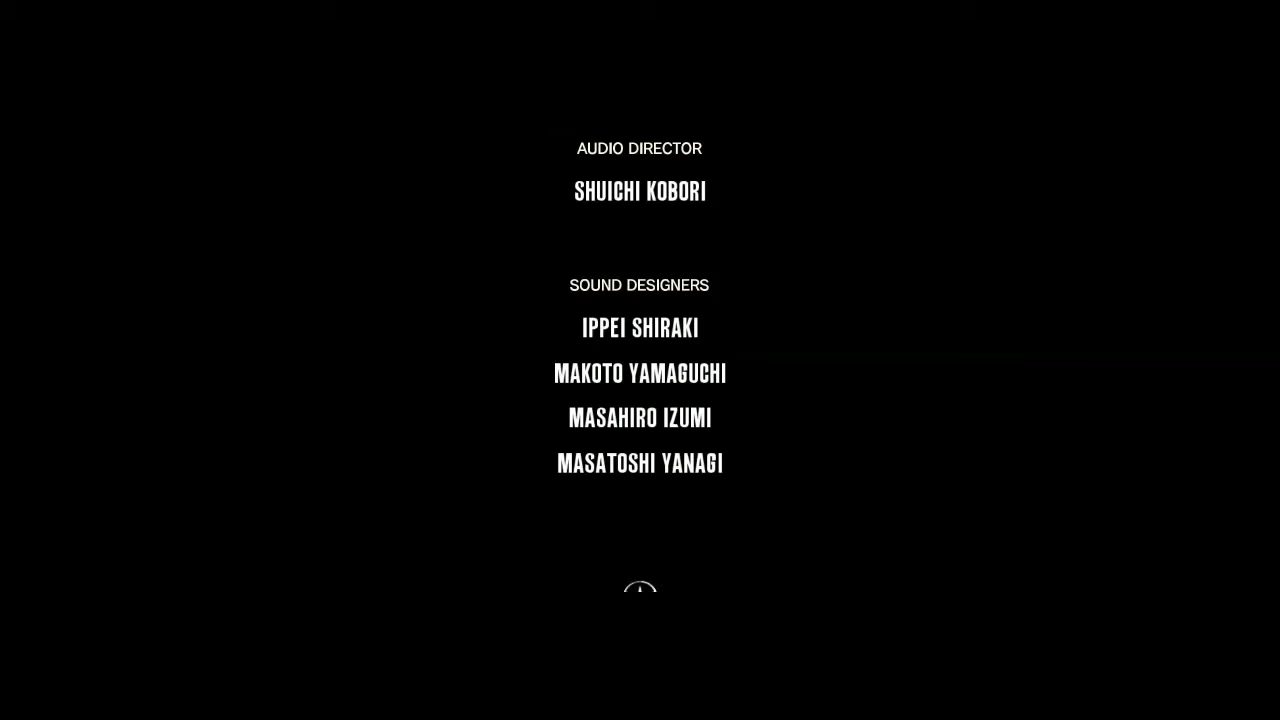 AUDIO DIRECTOR
SHUICHI KOBORI
SOUND DESIGNERS
IPPEI SHIRAKI
MAKOTO YAMAGUCHI
MASAHIRO IZUMI
MASATOSHI YANAGI